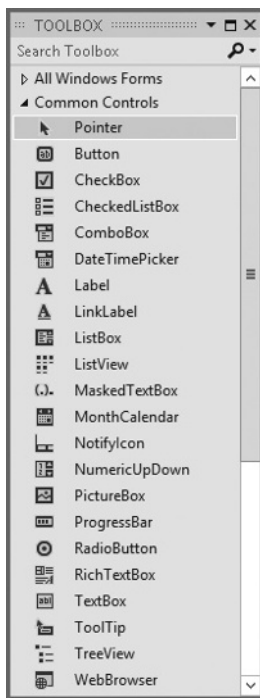 TOOLBOX
Search Toolbox
All Windows Forms
Common Controls
Pointer
Button
CheckBox
CheckedListBox
ComboBox
DateTimePicker
Label
LinkLabel
ListBox
ListView
MaskedTextBox
MonthCalendar
NotifyIcon
NumericUpDown
PictureBox
ProgressBar
RadioButton
RichTextBox
TextBox
ToolTip
TreeView
WebBrowser